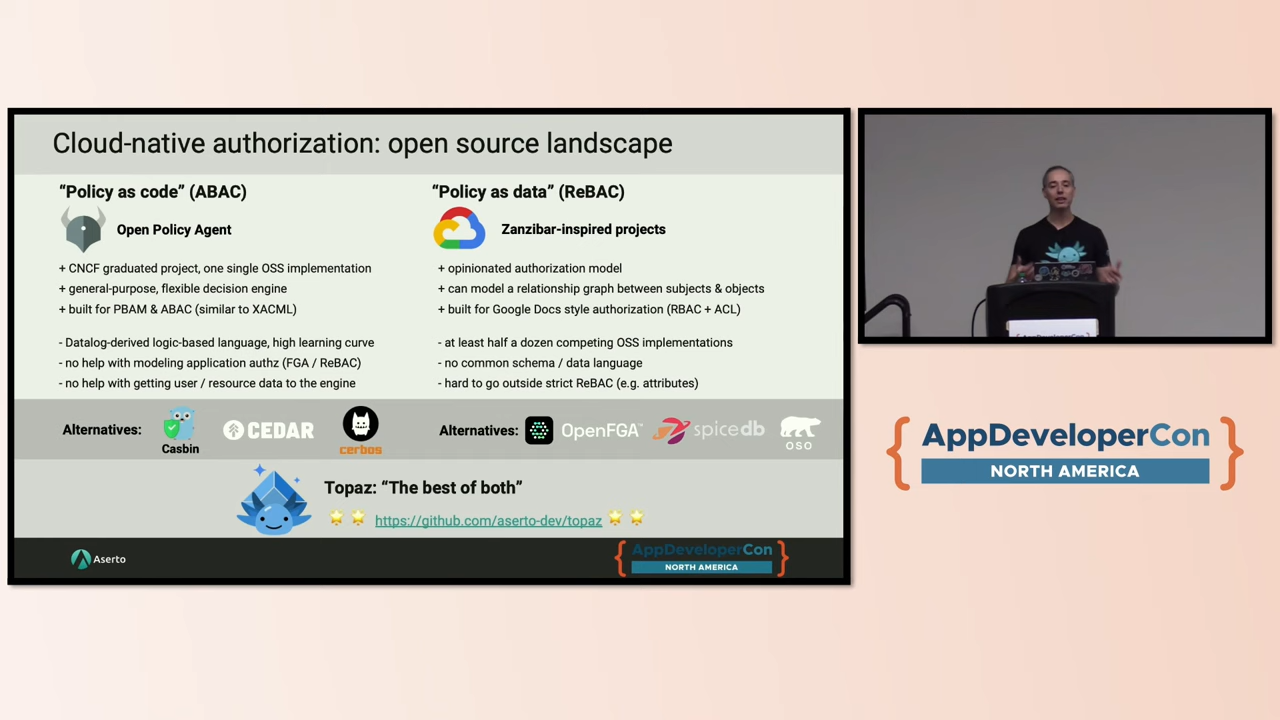 Cloud-native authorization: open source landscape
“Policy as code” (ABAC)
Open Policy Agent
+ CNCF graduated project, one single OSS implementation
+ general-purpose, flexible decision engine
+ built for PBAM & ABAC (similar to XACML)
- Datalog-derived logic-based language, high learning curve
- no help with modeling application authz (FGA / ReBAC)
- no help with getting user / resource data to the engine
“Policy as data” (ReBAC)
Zanzibar-inspired projects
+ opinionated authorization model
+ can model a relationship graph between subjects & objects
+ built for Google Docs style authorization (RBAC + ACL)
- at least half a dozen competing OSS implementations
- no common schema / data language
- hard to go outside strict ReBAC (e.g. attributes)
Alternatives:
Casbin
CEDAR
cerbos
Alternatives:
OpenFGA™
spicedb
OSO
Topaz: “The best of both”
https://github.com/aserto-dev/topaz
Aserto
AppDeveloperCon
NORTH AMERICA
AppDeveloperCon
AppDeveloperCon
NORTH AMERICA